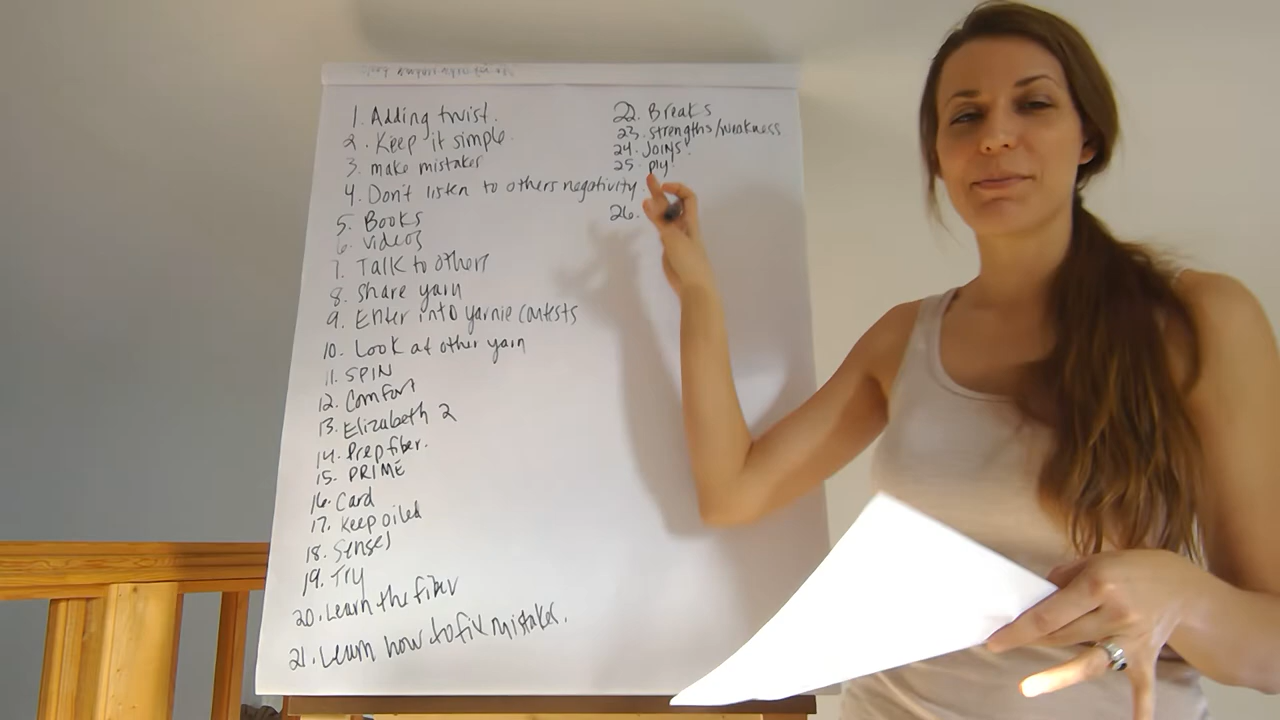 1. Adding twist.
2. Keep it simple.
3. make mistakes
4. Don't listen to others negativity.
5. Books
6. videos
7. Talk to others
8. share yarn
9. Enter into yarnie contests
10. Look at other yarn
11. SPIN
12. Comfort
13. Elizabeth 2
14. Prep fiber.
15. PRIME
16. Card
17. Keep oiled
18. Senses
19. Try
20. Learn the fiber
21. Learn how to fix mistakes.
22. Breaks
23. strengths/weakness
24. JOINS
25. ply
26.